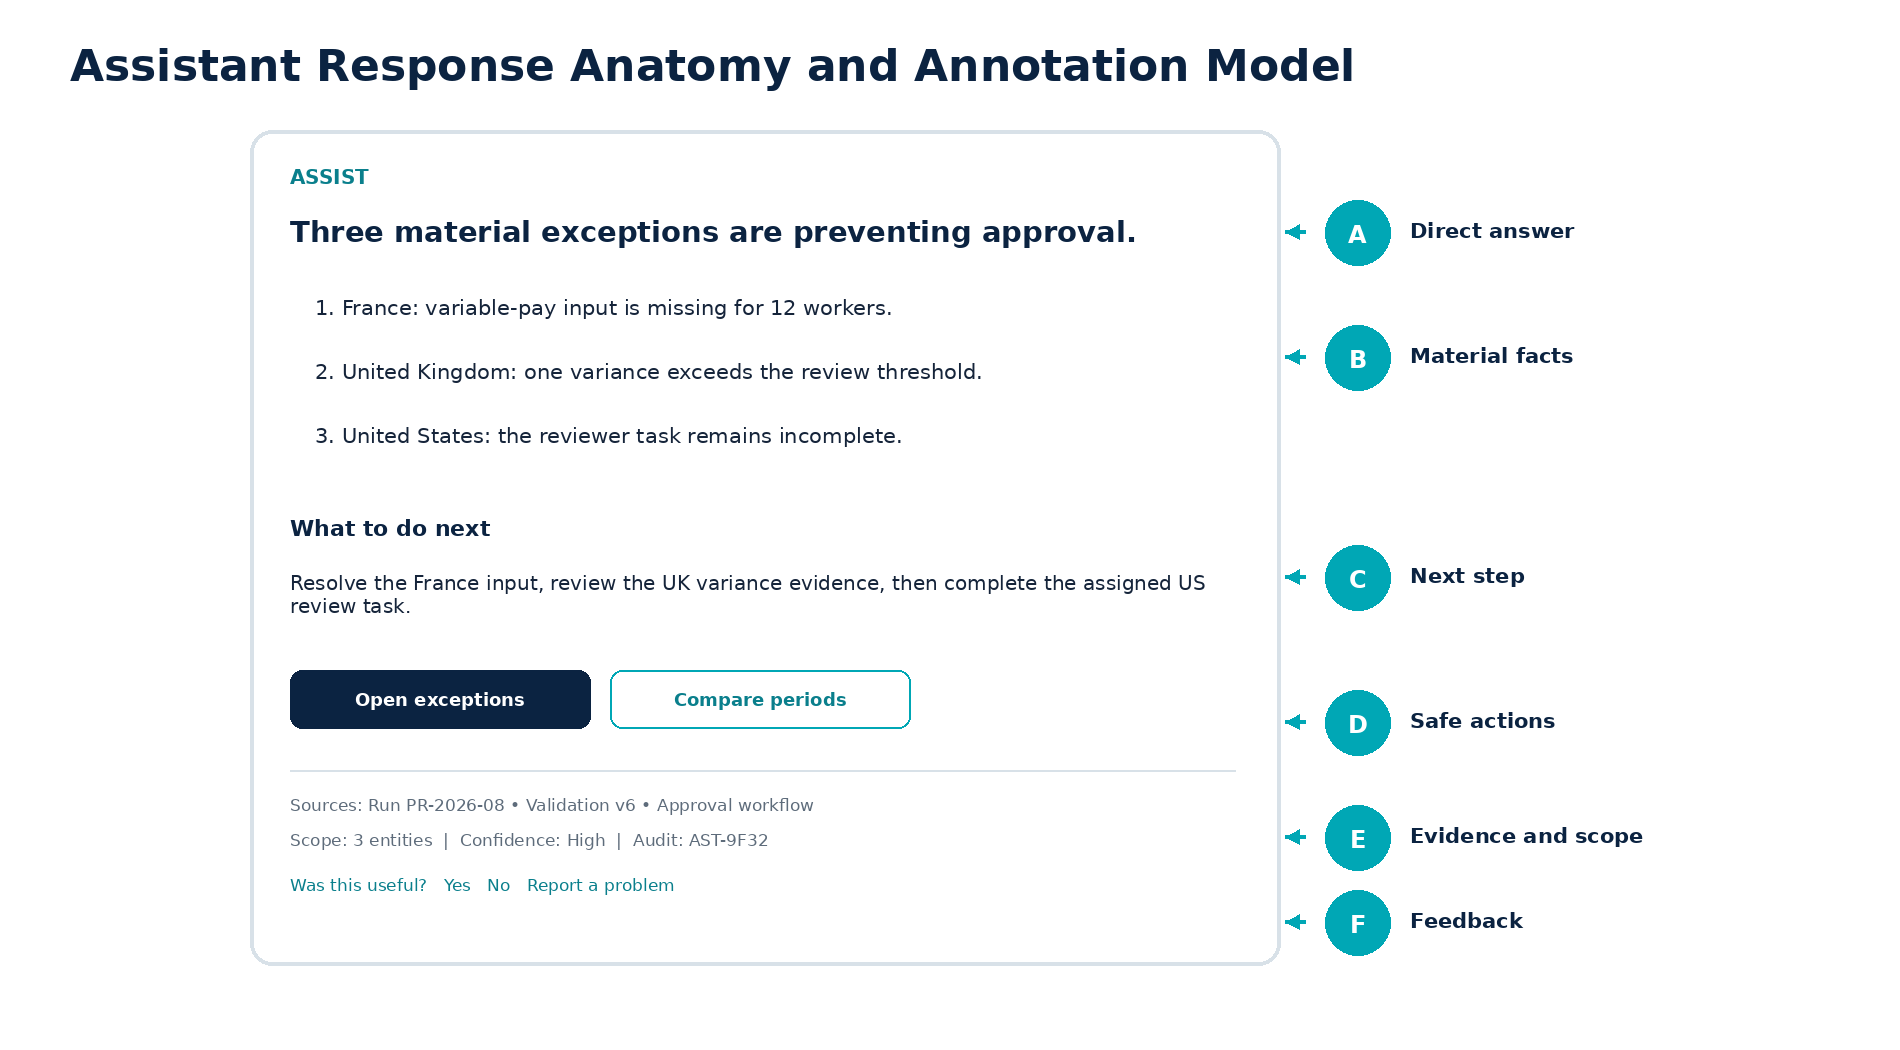 Assistant Response Anatomy and Annotation Model
ASSIST
Three material exceptions are preventing approval.
A Direct answer
1. France: variable-pay input is missing for 12 workers.
B Material facts
2. United Kingdom: one variance exceeds the review threshold.
3. United States: the reviewer task remains incomplete.
What to do next
Resolve the France input, review the UK variance evidence, then complete the assigned US
review task.
C Next step
Open exceptions
Compare periods
D Safe actions
Sources: Run PR-2026-08 • Validation v6 • Approval workflow
Scope: 3 entities | Confidence: High | Audit: AST-9F32
E Evidence and scope
Was this useful? Yes No Report a problem
F Feedback